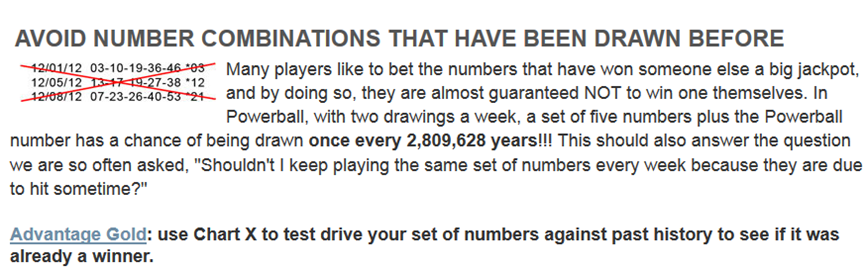 AVOID NUMBER COMBINATIONS THAT HAVE BEEN DRAWN BEFORE
12/01/12 03-10-19-36-46 *03
12/05/12 13-17-19-27-38 *12
12/08/12 07-23-26-40-53 *21
Many players like to bet the numbers that have won someone else a big jackpot,
and by doing so, they are almost guaranteed NOT to win one themselves. In
Powerball, with two drawings a week, a set of five numbers plus the Powerball
number has a chance of being drawn once every 2,809,628 years!!! This should also answer the question
we are so often asked, "Shouldn't I keep playing the same set of numbers every week because they are due
to hit sometime?"
Advantage Gold: use Chart X to test drive your set of numbers against past history to see if it was
already a winner.